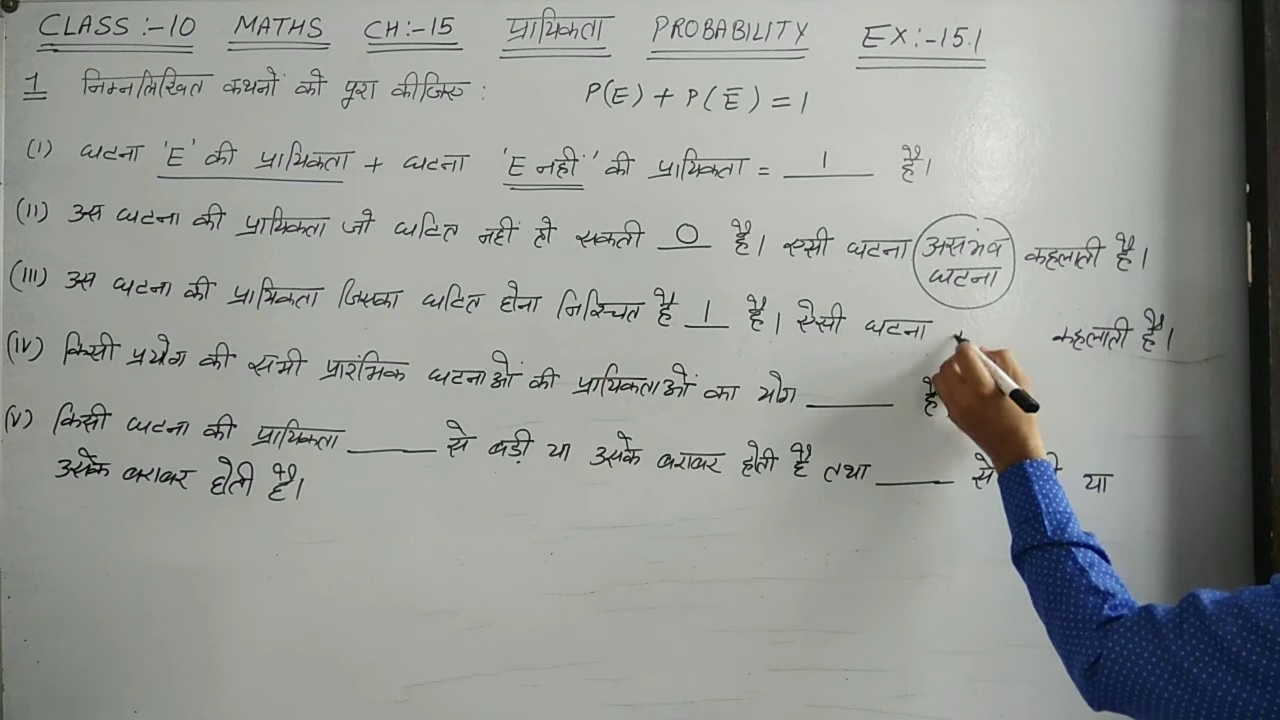 CLASS :-10 MATHS CH:-15 प्रायिकता PROBABILITY EX:-15.1
1 निम्नलिखित कथनों को पूरा कीजिए : P(E) + P(Ē) = 1
(I) घटना 'E' की प्रायिकता + घटना 'E नहीं' की प्रायिकता = 1 है।
(II) उस घटना की प्रायिकता जो घटित नहीं हो सकती 0 है। ऐसी घटना असंभव घटना कहलाती है।
(III) उस घटना की प्रायिकता जिसका घटित होना निश्चित है 1 है। ऐसी घटना कहलाती है।
(IV) किसी प्रयोग की सभी प्रारंभिक घटनाओं की प्रायिकताओं का योग ______ है
(V) किसी घटना की प्रायिकता ______ से बड़ी या उसके बराबर होती है तथा _____ से या
उसके बराबर होती है।